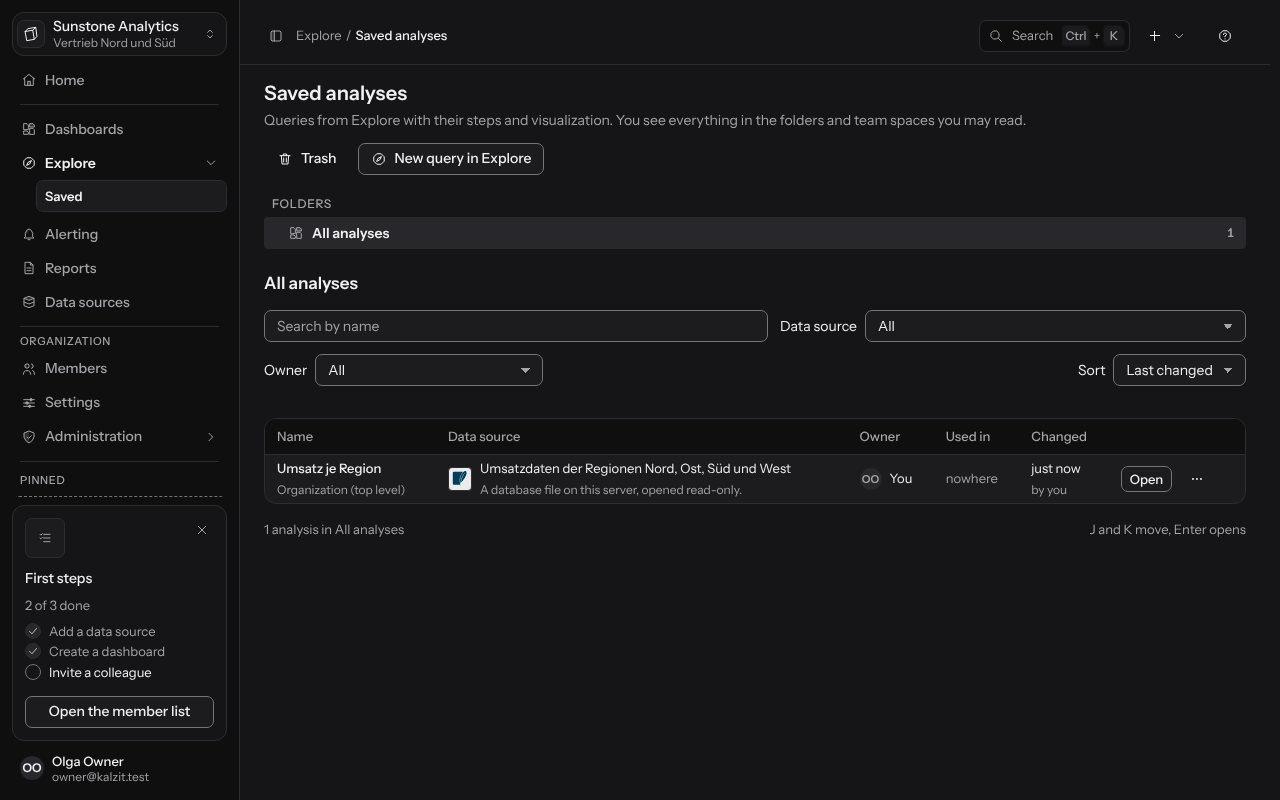 Sunstone Analytics
Vertrieb Nord und Süd
Home
Dashboards
Explore
Saved
Alerting
Reports
Data sources
ORGANIZATION
Members
Settings
Administration
PINNED
First steps
2 of 3 done
Add a data source
Create a dashboard
Invite a colleague
Open the member list
OO Olga Owner
owner@kalzit.test
Explore / Saved analyses
Search Ctrl + K
Saved analyses
Queries from Explore with their steps and visualization. You see everything in the folders and team spaces you may read.
Trash New query in Explore
FOLDERS
All analyses 1
All analyses
Search by name Data source All
Owner All Sort Last changed
Name Data source Owner Used in Changed
Umsatz je Region Umsatzdaten der Regionen Nord, Ost, Süd und West OO You nowhere just now Open
Organization (top level) A database file on this server, opened read-only. by you
1 analysis in All analyses J and K move, Enter opens